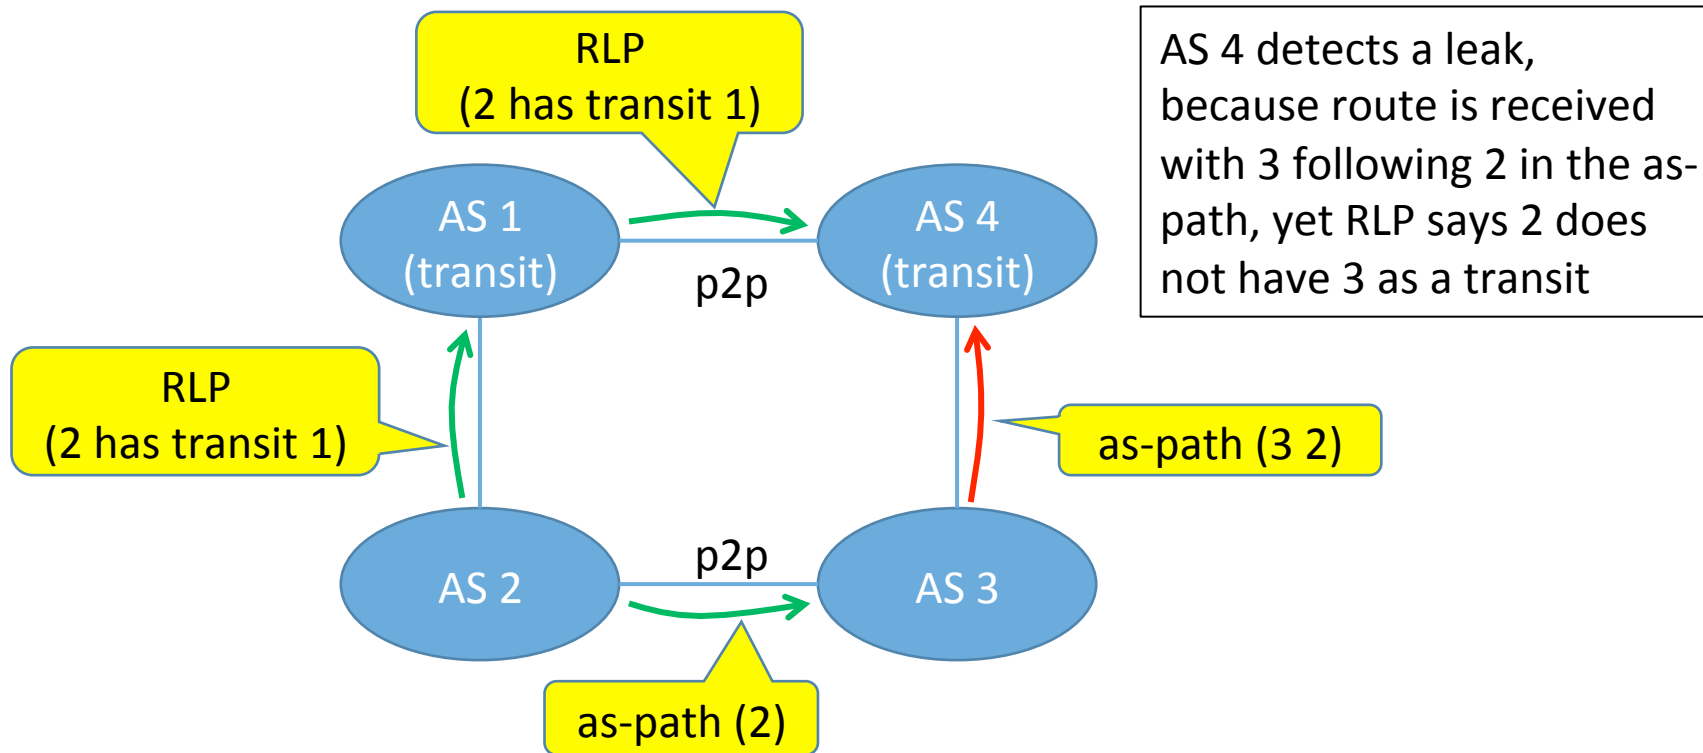 RLP
(2 has transit 1)
AS 4 detects a leak,
because route is received
with 3 following 2 in the as-
path, yet RLP says 2 does
not have 3 as a transit
AS 1
(transit)
AS 4
(transit)
p2p
RLP
(2 has transit 1)
as-path (3 2)
p2p
AS 2
AS 3
as-path (2)